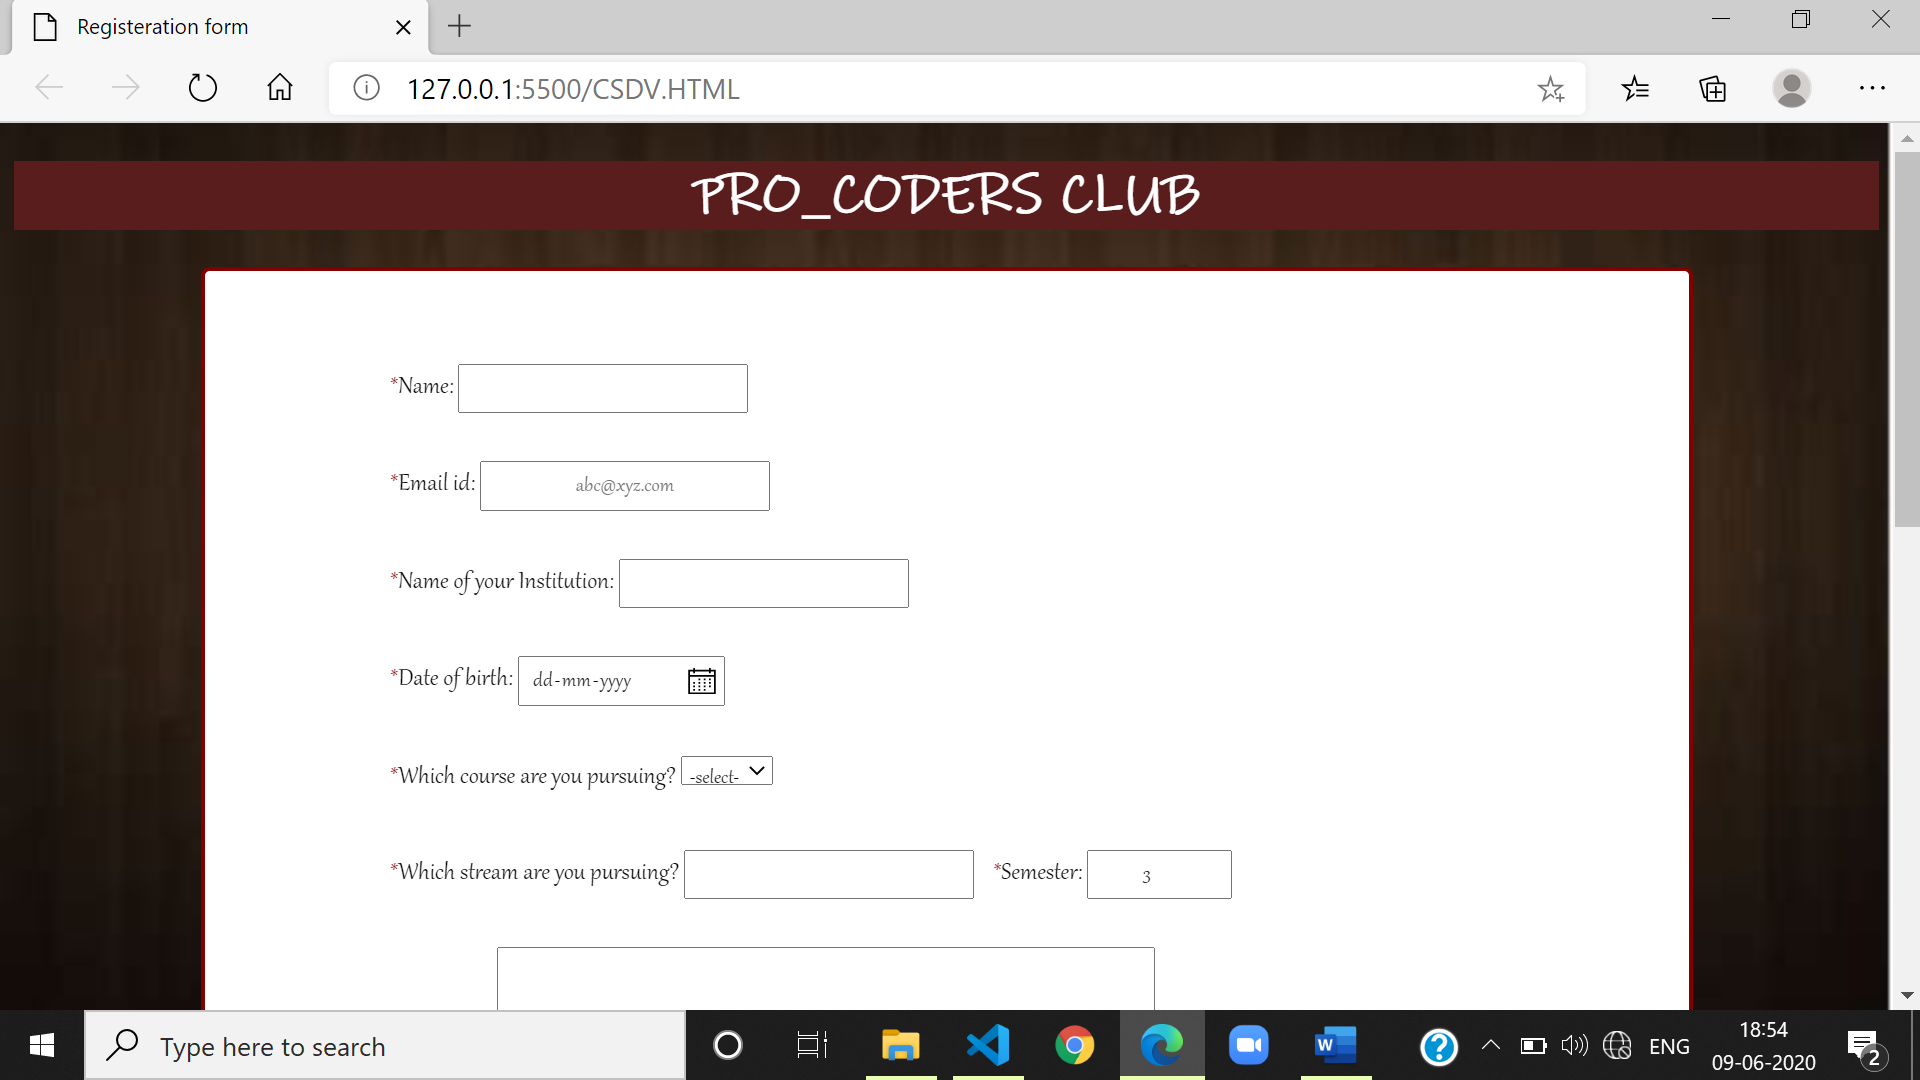 Registeration form
127.0.0.1:5500/CSDV.HTML
PRO_CODERS CLUB
*Name:
*Email id: abc@xyz.com
*Name of your Institution:
*Date of birth: dd-mm-yyyy
*Which course are you pursuing? -select-
*Which stream are you pursuing? *Semester: 3
Type here to search
W
?
ENG
18:54
09-06-2020
2